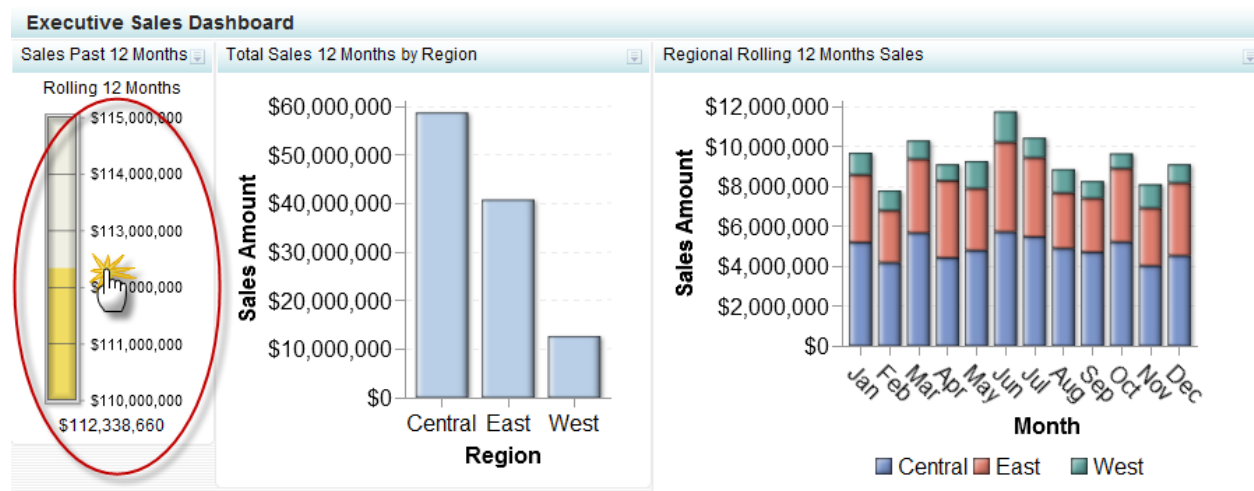 Executive Sales Dashboard
Sales Past 12 Months
Rolling 12 Months
$115,000,000
$114,000,000
$113,000,000
000,000
$111,000,000
$110,000,000
$112,338,660
Total Sales 12 Months by Region
Sales Amount
$60,000,000
$50,000,000
$40,000,000
$30,000,000
$20,000,000
$10,000,000
$0
Central East West
Region
Regional Rolling 12 Months Sales
Sales Amount
$12,000,000
$10,000,000
$8,000,000
$6,000,000
$4,000,000
$2,000,000
$0
Jan Feb Mar Apr May Jun Jul Aug Sep Oct Nov Dec
Month
Central East West